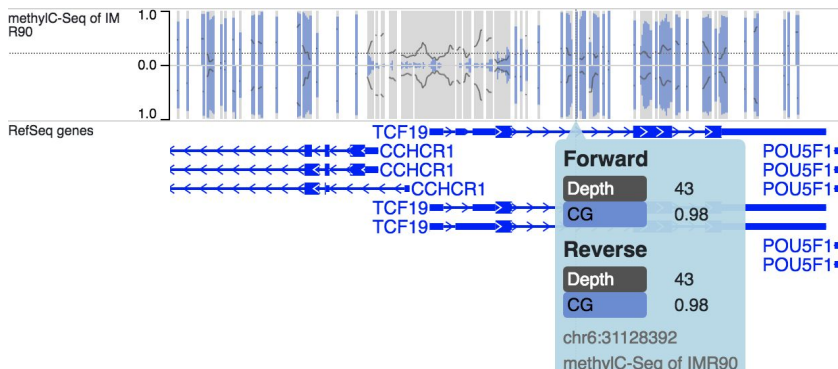 methylC-Seq of IM
R90
1.0
0.0
1.0
RefSeq genes
TCF19
CCHCR1
POU5F1
CCHCR1
POU5F1
CCHCR1
POU5F1
TCF19
TCF19
POU5F1
POU5F1
Forward
Depth 43
CG 0.98
Reverse
Depth 43
CG 0.98
chr6:31128392
methylC-Seq of IMR90